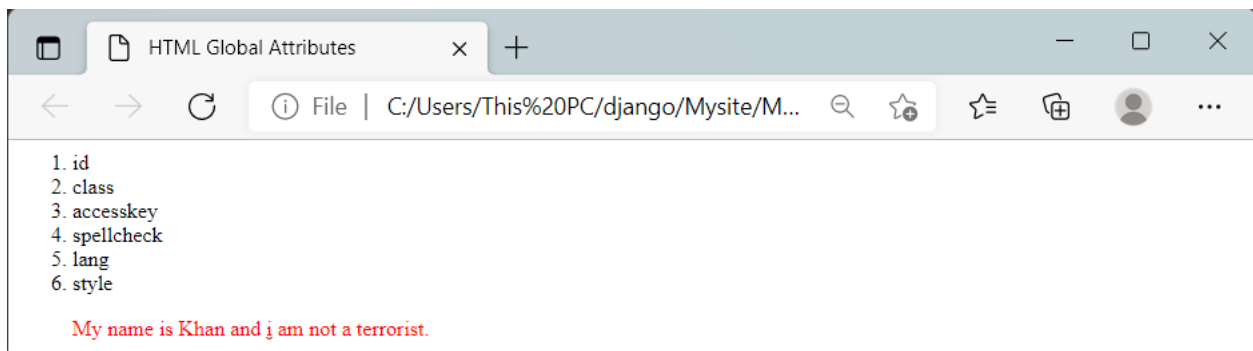 HTML Global Attributes
File | C:/Users/This%20PC/django/Mysite/M...
1. id
2. class
3. accesskey
4. spellcheck
5. lang
6. style
My name is Khan and i am not a terrorist.